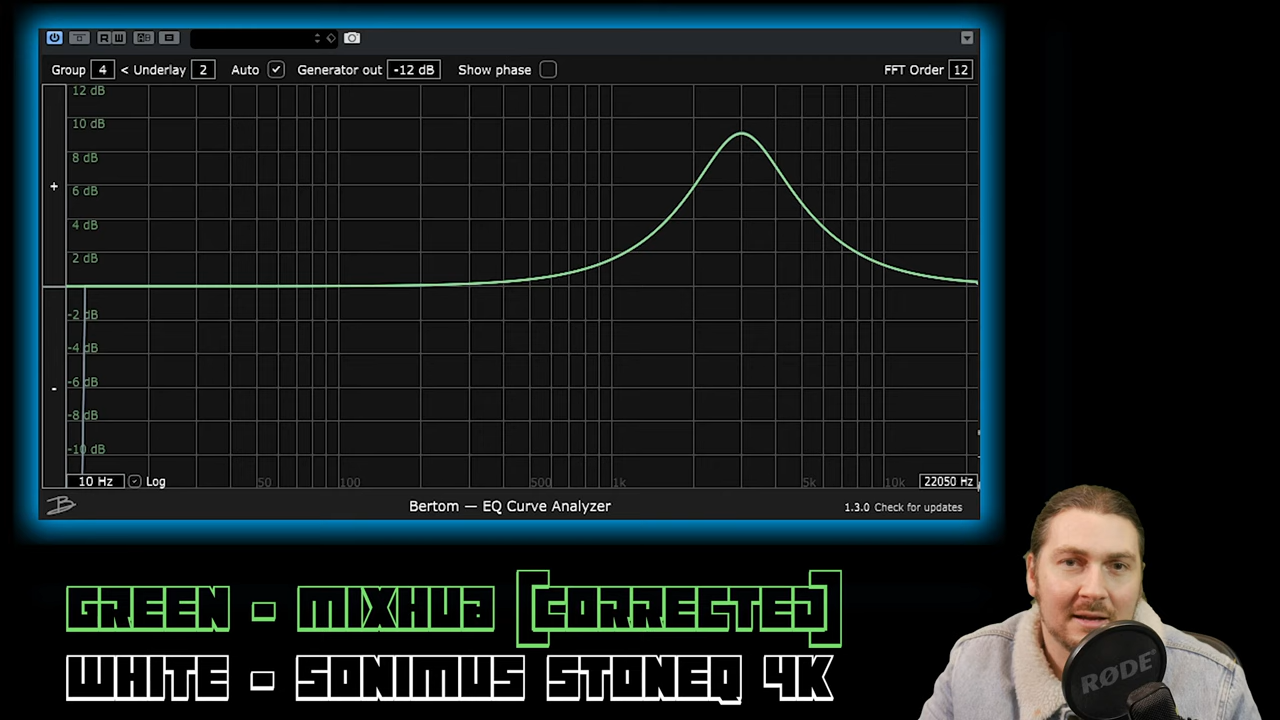 R W A B
Group 4 < Underlay 2 Auto Generator out -12 dB Show phase FFT Order 12
12 dB
10 dB
8 dB
+
6 dB
4 dB
2 dB
-2 dB
-4 dB
-6 dB
-
-8 dB
-10 dB
10 Hz Log 50 100 500 1k 5k 10k 22050 Hz
B Bertom — EQ Curve Analyzer 1.3.0 Check for updates
GREEN - MIXHUB [CORRECTED]
WHITE - SONIMUS STONEQ 4K
RØDE